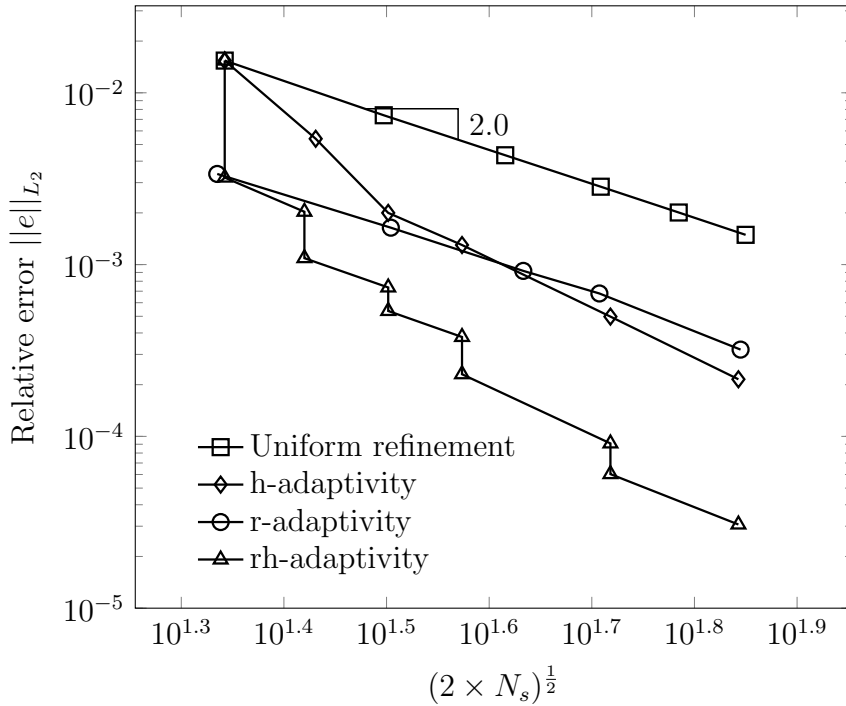 10^{-2}
10^{-3}
10^{-4}
10^{-5}
Relative error ||e||_{L_2}
2.0
Uniform refinement
h-adaptivity
r-adaptivity
rh-adaptivity
10^{1.3} 10^{1.4} 10^{1.5} 10^{1.6} 10^{1.7} 10^{1.8} 10^{1.9}
(2 × N_s)^{\frac{1}{2}}